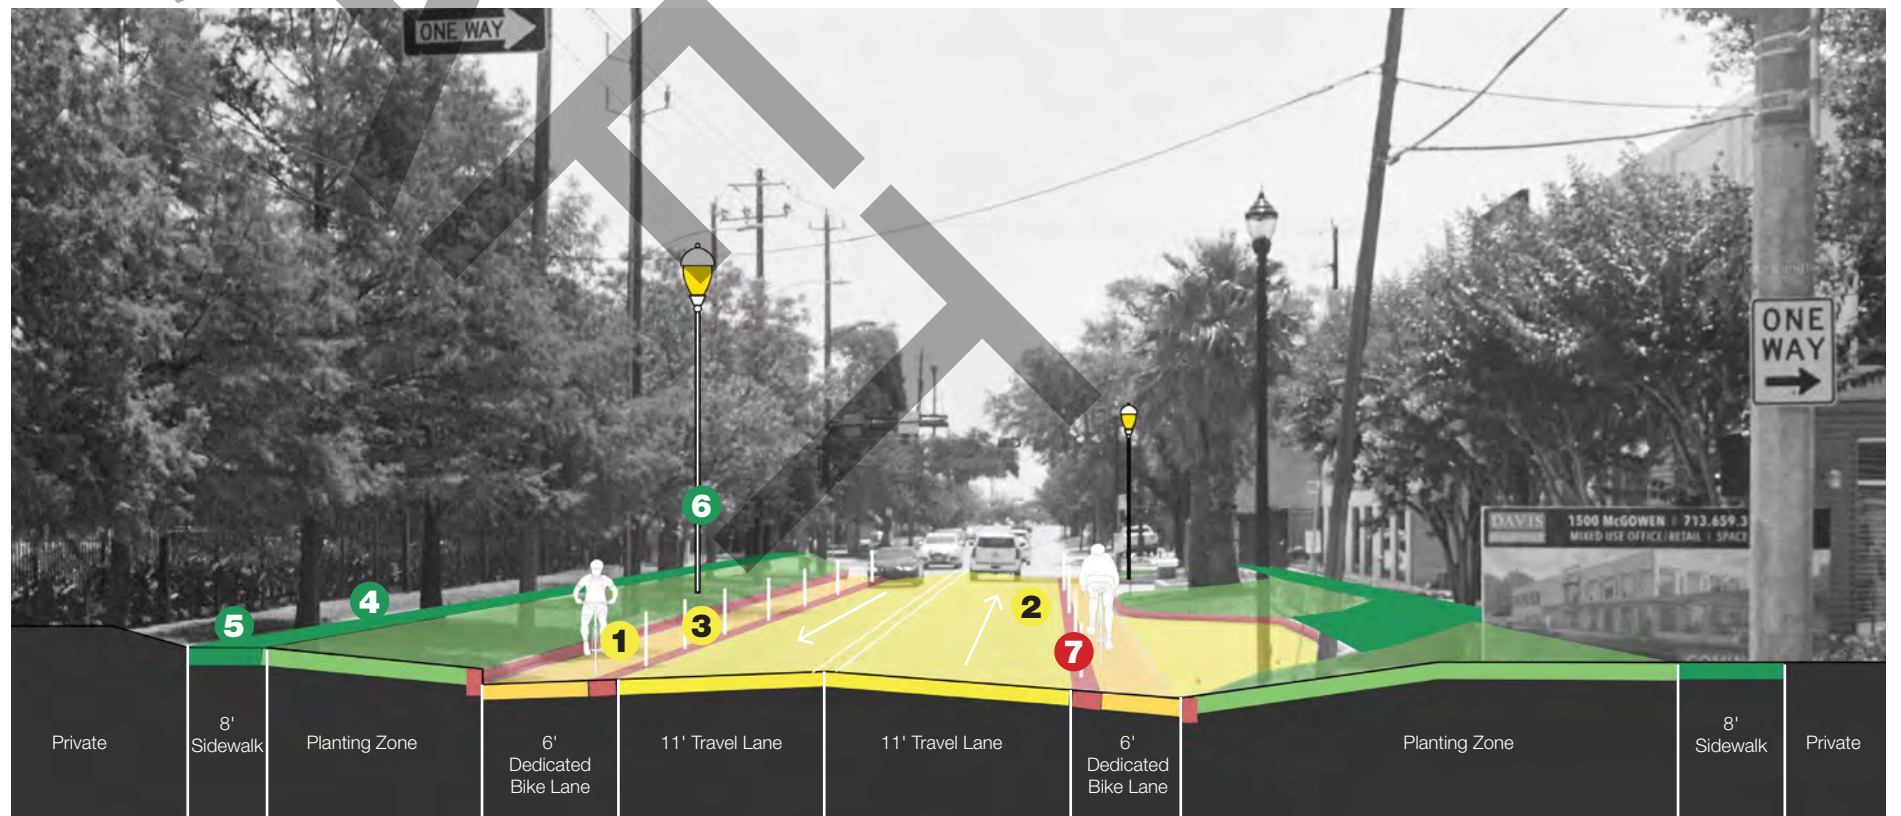 ONE WAY
ONE
WAY
DAVIS
1500 McGOWEN | 713.659.3
MIXED USE OFFICE/RETAIL | SPACE
6
4
5
1
3
2
7
Private
8'
Sidewalk
Planting Zone
6'
Dedicated
Bike Lane
11' Travel Lane
11' Travel Lane
6'
Dedicated
Bike Lane
Planting Zone
8'
Sidewalk
Private